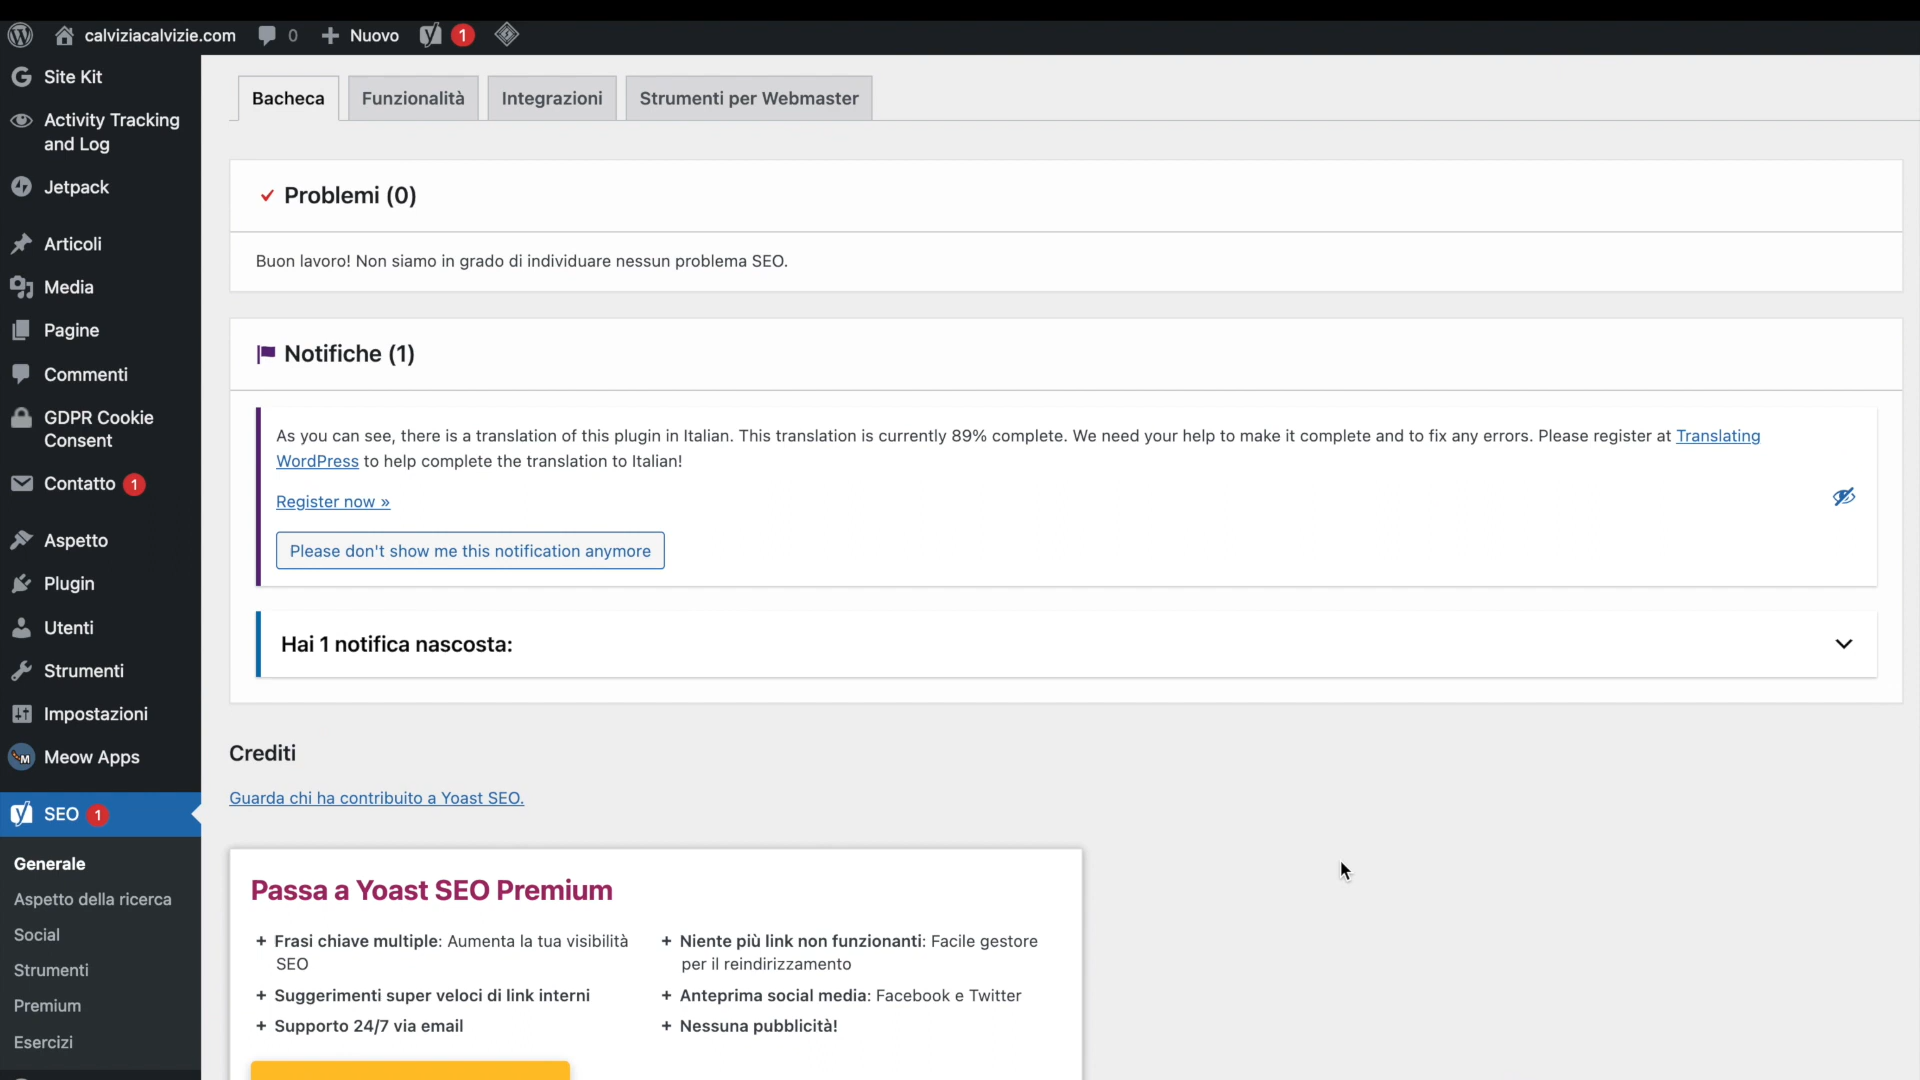 calviziacalvizie.com 0 Nuovo 1
Site Kit
Activity Tracking
and Log
Jetpack
Articoli
Media
Pagine
Commenti
GDPR Cookie
Consent
Contatto 1
Aspetto
Plugin
Utenti
Strumenti
Impostazioni
Meow Apps
SEO 1
Generale
Aspetto della ricerca
Social
Strumenti
Premium
Esercizi
Bacheca Funzionalità Integrazioni Strumenti per Webmaster
Problemi (0)
Buon lavoro! Non siamo in grado di individuare nessun problema SEO.
Notifiche (1)
As you can see, there is a translation of this plugin in Italian. This translation is currently 89% complete. We need your help to make it complete and to fix any errors. Please register at Translating
WordPress to help complete the translation to Italian!
Register now »
Please don't show me this notification anymore
Hai 1 notifica nascosta:
Crediti
Guarda chi ha contribuito a Yoast SEO.
Passa a Yoast SEO Premium
+ Frasi chiave multiple: Aumenta la tua visibilità
SEO
+ Suggerimenti super veloci di link interni
+ Supporto 24/7 via email
+ Niente più link non funzionanti: Facile gestore
per il reindirizzamento
+ Anteprima social media: Facebook e Twitter
+ Nessuna pubblicità!